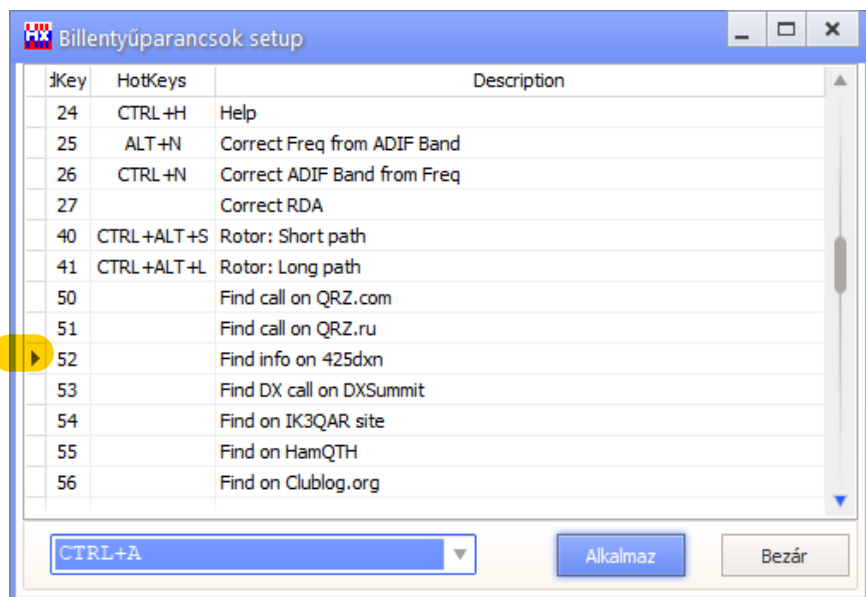 HX Billentyűparancsok setup
dKey HotKeys Description
24 CTRL+H Help
25 ALT+N Correct Freq from ADIF Band
26 CTRL+N Correct ADIF Band from Freq
27 Correct RDA
40 CTRL+ALT+S Rotor: Short path
41 CTRL+ALT+L Rotor: Long path
50 Find call on QRZ.com
51 Find call on QRZ.ru
52 Find info on 425dxn
53 Find DX call on DXSummit
54 Find on IK3QAR site
55 Find on HamQTH
56 Find on Clublog.org
CTRL+A Alkalmaz Bezár